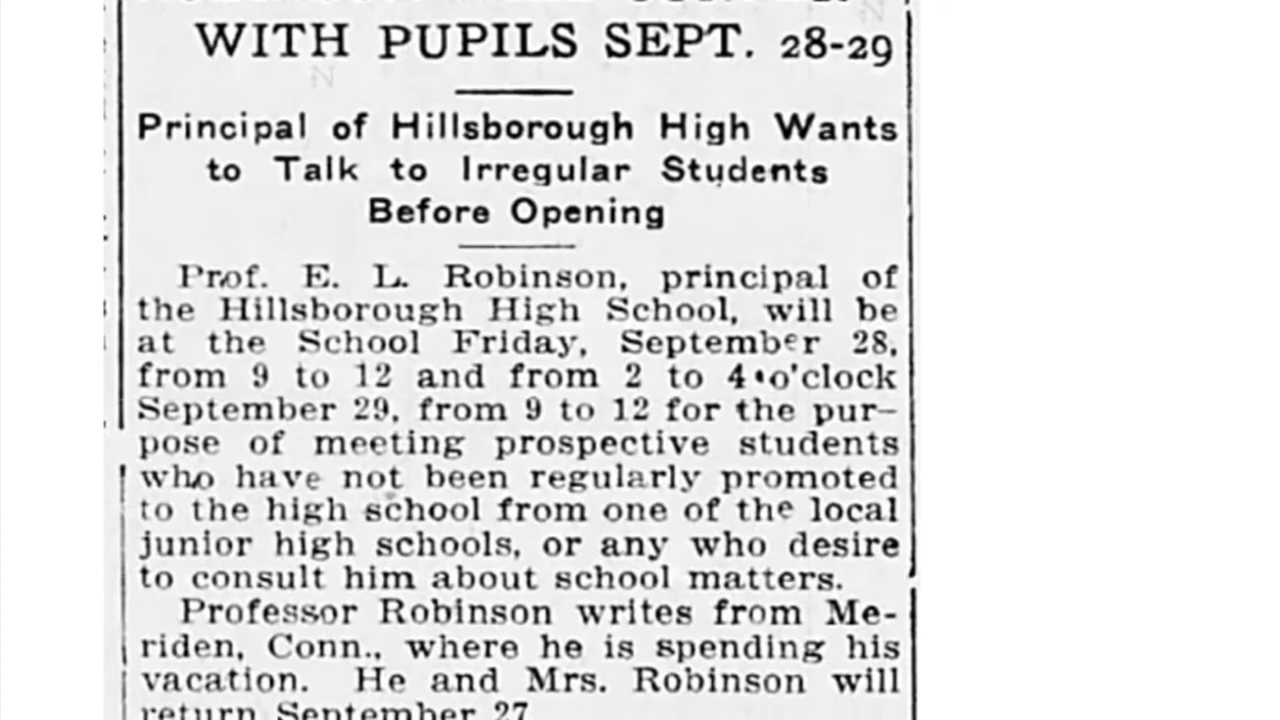 WITH PUPILS SEPT. 28-29
Principal of Hillsborough High Wants
to Talk to Irregular Students
Before Opening
Prof. E. L. Robinson, principal of
the Hillsborough High School, will be
at the School Friday, September 28,
from 9 to 12 and from 2 to 4 o'clock
September 29, from 9 to 12 for the pur-
pose of meeting prospective students
who have not been regularly promoted
to the high school from one of the local
junior high schools, or any who desire
to consult him about school matters.
Professor Robinson writes from Me-
riden, Conn., where he is spending his
vacation. He and Mrs. Robinson will
return September 27